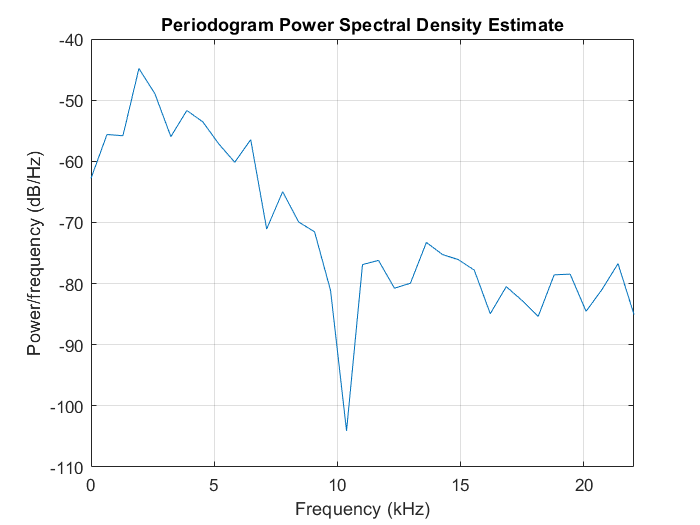 Periodogram Power Spectral Density Estimate
-40
-50
-60
-70
-80
-90
-100
-110
Power/frequency (dB/Hz)
0 5 10 15 20
Frequency (kHz)